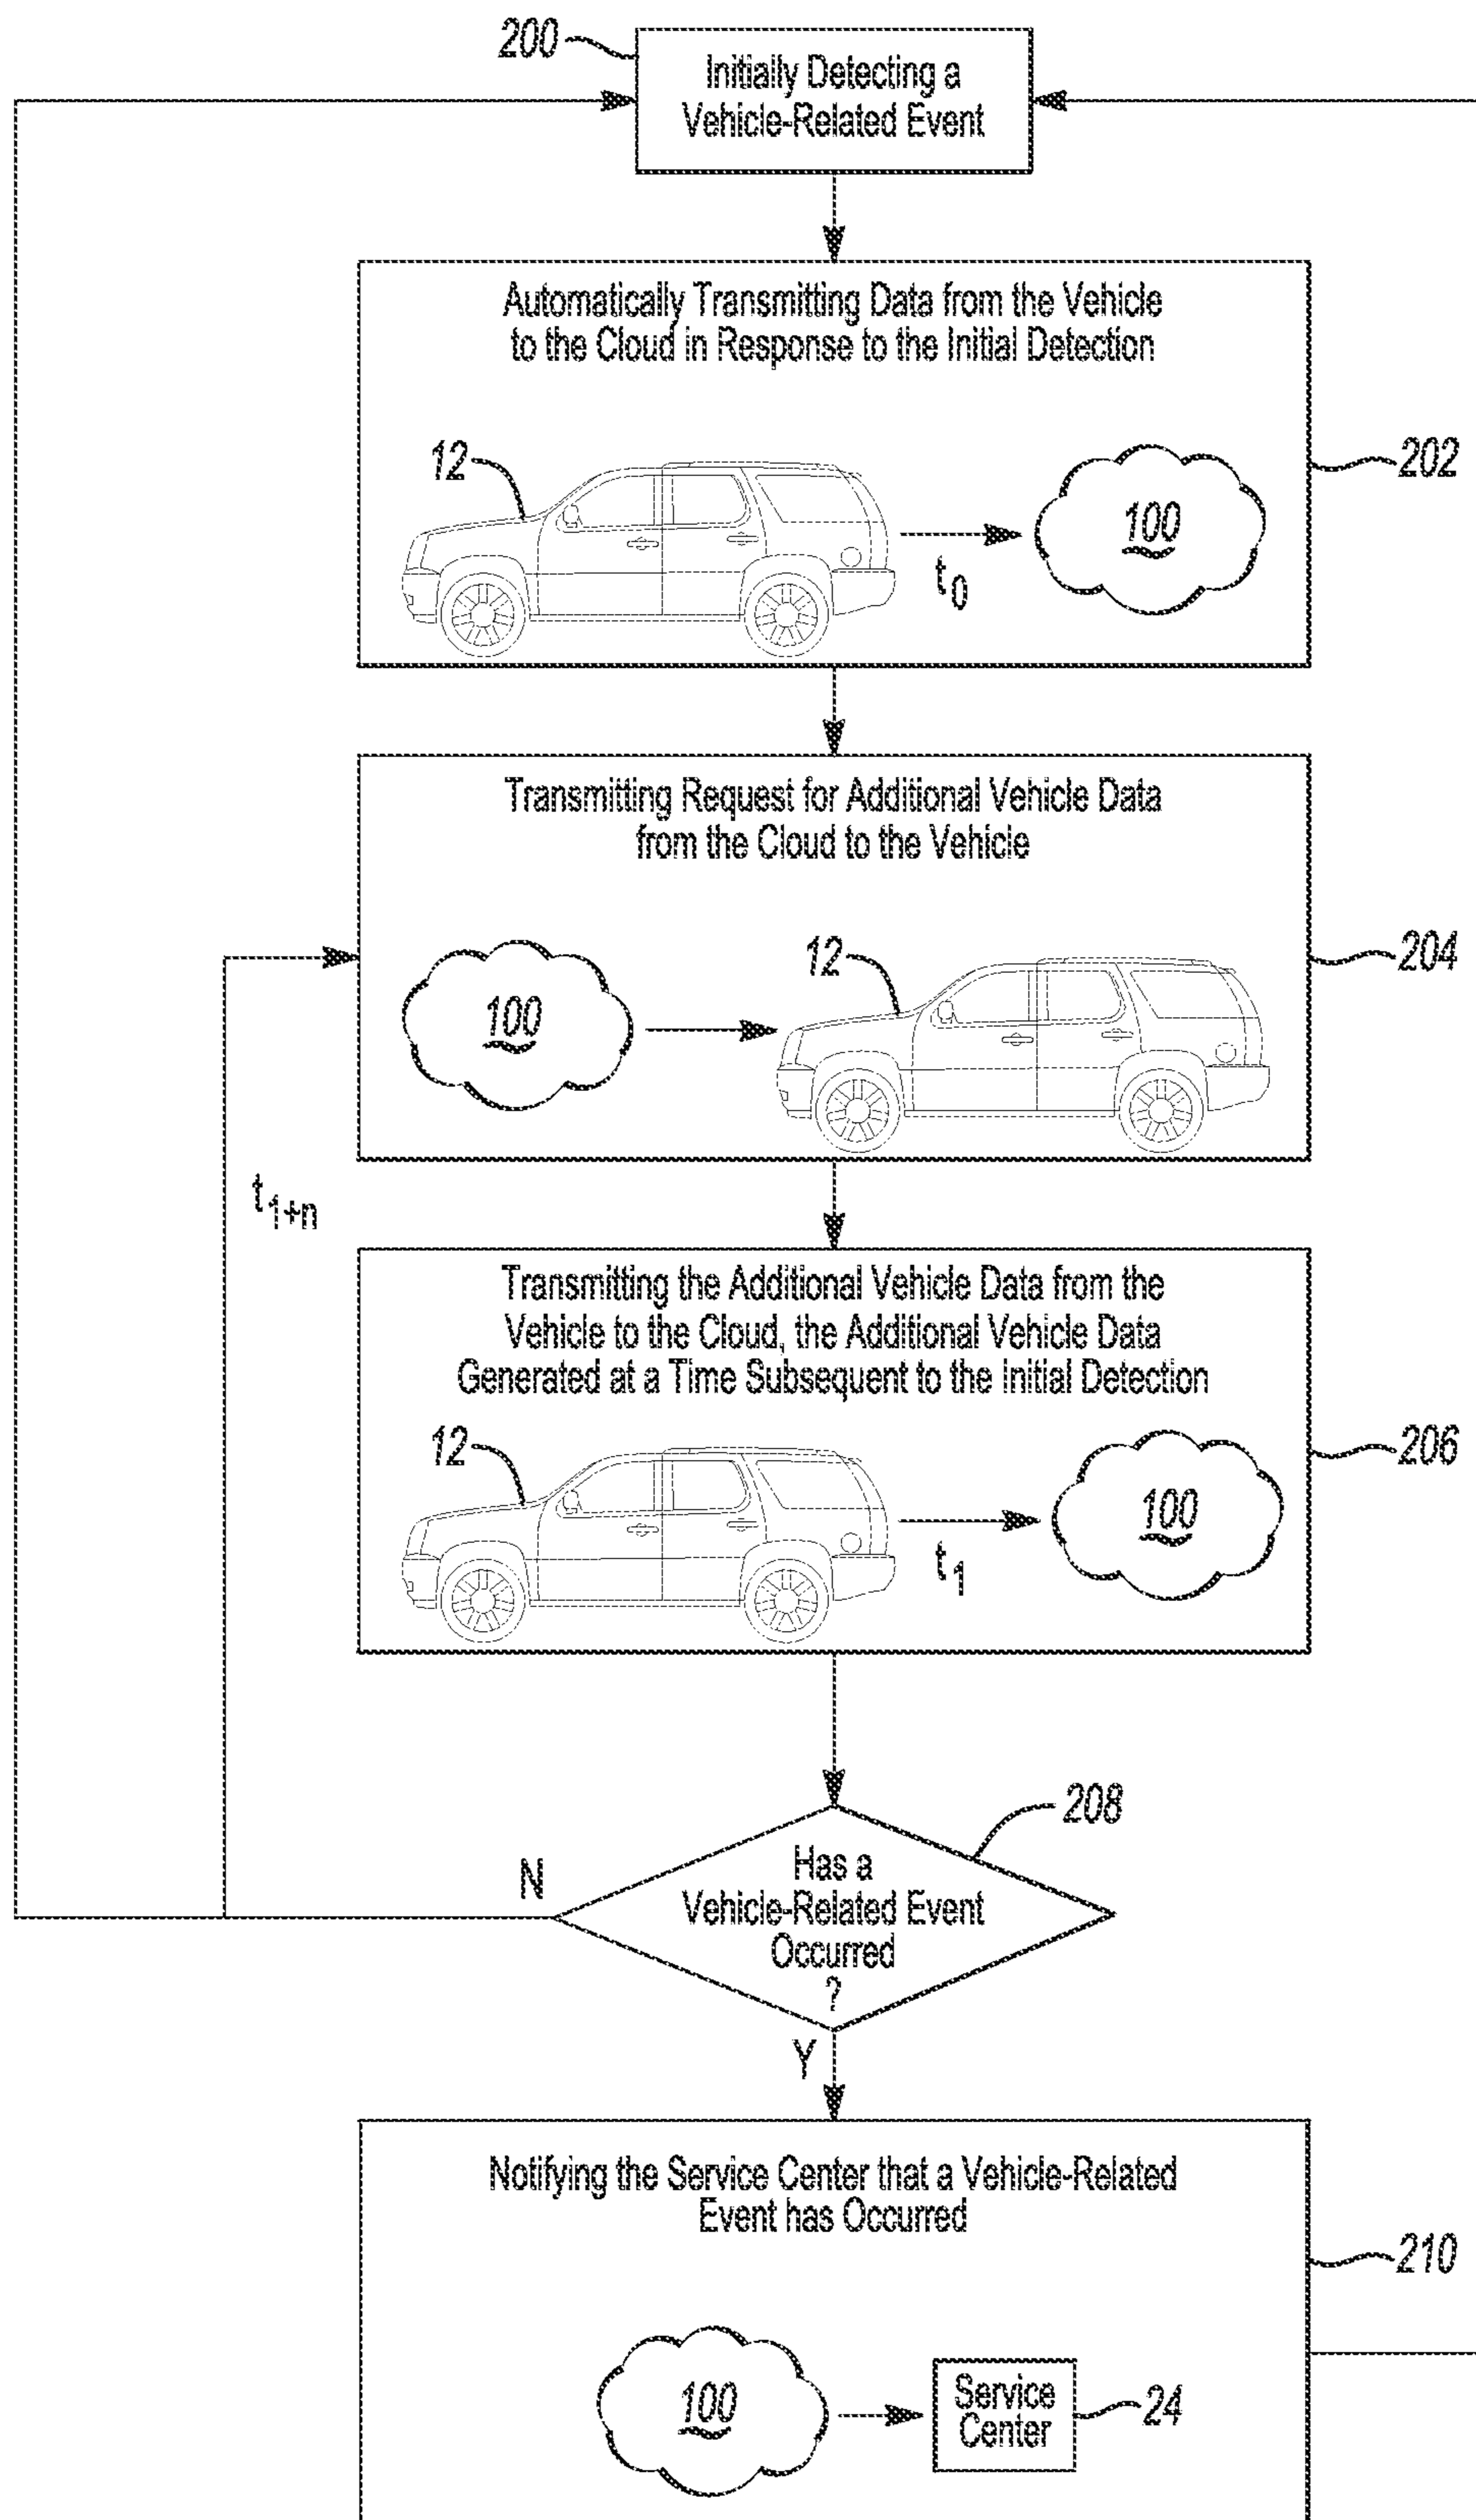 200
Initially Detecting a
Vehicle-Related Event
Automatically Transmitting Data from the Vehicle
to the Cloud in Response to the Initial Detection
12
202
100
t0
Transmitting Request for Additional Vehicle Data
from the Cloud to the Vehicle
12
204
100
t1+n
Transmitting the Additional Vehicle Data from the
Vehicle to the Cloud, the Additional Vehicle Data
Generated at a Time Subsequent to the Initial Detection
12
206
100
t1
208
N
Has a
Vehicle-Related Event
Occurred
?
Y
Notifying the Service Center that a Vehicle-Related
Event has Occurred
210
100
Service
Center
24